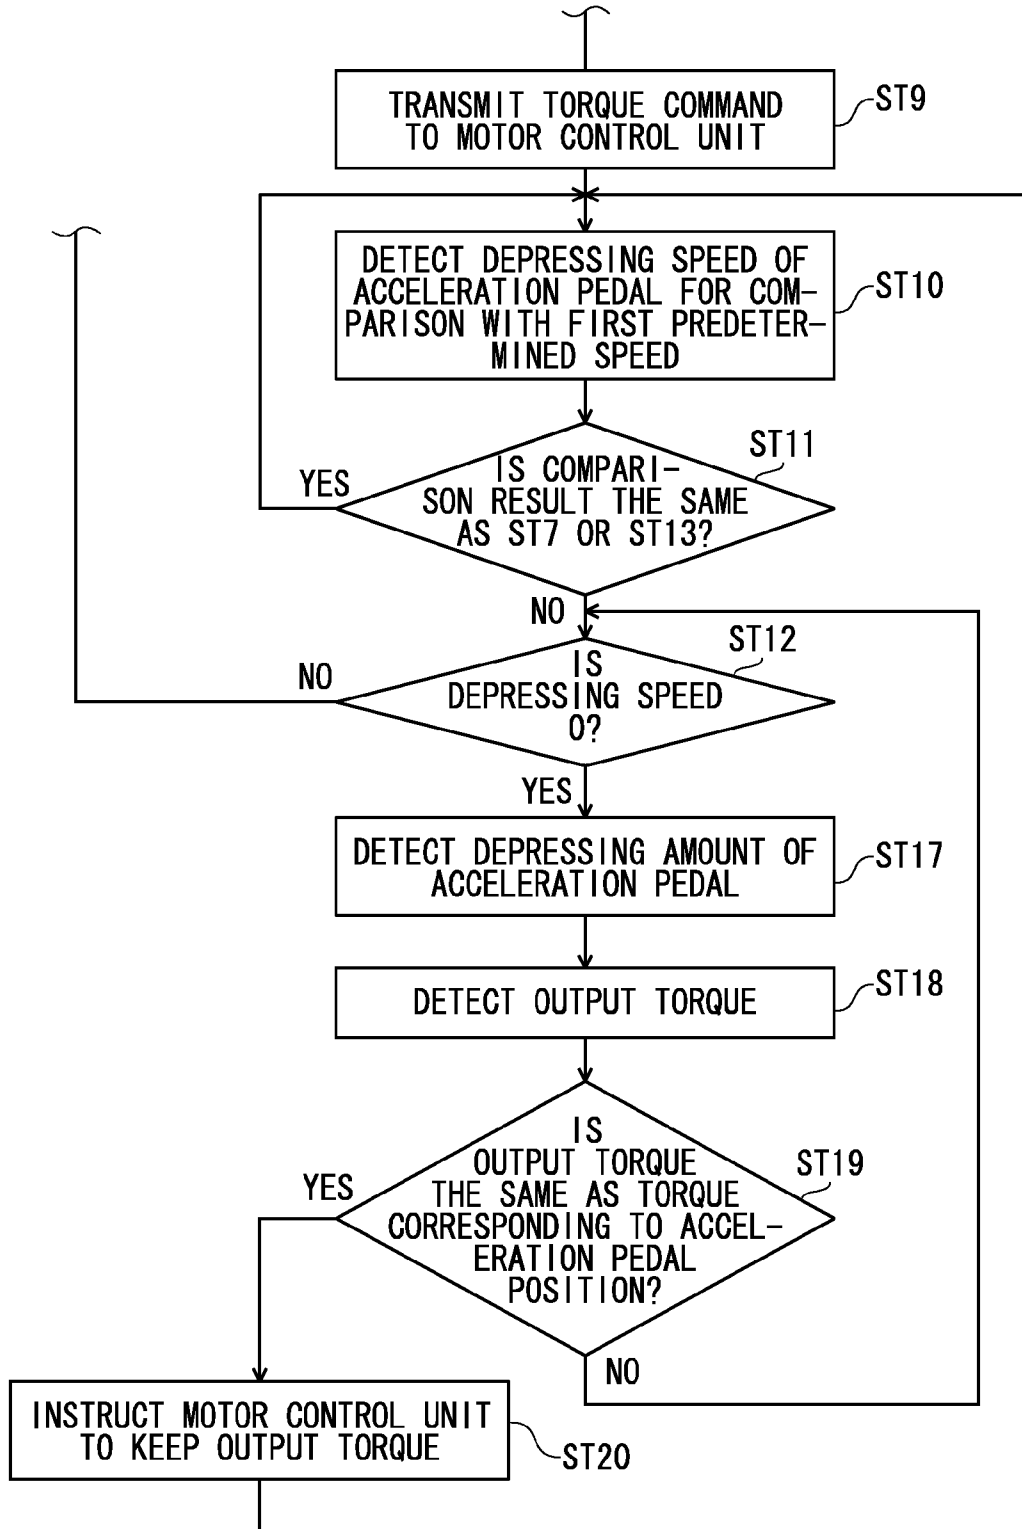 TRANSMIT TORQUE COMMAND
TO MOTOR CONTROL UNIT
ST9
DETECT DEPRESSING SPEED OF
ACCELERATION PEDAL FOR COM-
PARISON WITH FIRST PREDETER-
MINED SPEED
ST10
IS COMPARI-
SON RESULT THE SAME
AS ST7 OR ST13?
ST11
YES
NO
IS
DEPRESSING SPEED
0?
ST12
NO
YES
DETECT DEPRESSING AMOUNT OF
ACCELERATION PEDAL
ST17
DETECT OUTPUT TORQUE
ST18
IS
OUTPUT TORQUE
THE SAME AS TORQUE
CORRESPONDING TO ACCEL-
ERATION PEDAL
POSITION?
ST19
YES
NO
INSTRUCT MOTOR CONTROL UNIT
TO KEEP OUTPUT TORQUE
ST20